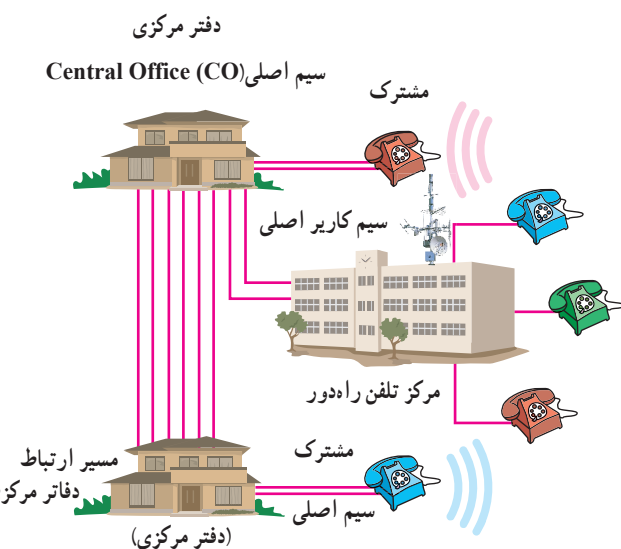 دفتر مرکزی
سیم اصلی Central Office (CO)
مشترک
سیم کاریر اصلی
مرکز تلفن راه‌دور
مشترک
مسیر ارتباط
دفاتر مرکز
سیم اصلی
(دفتر مرکزی)